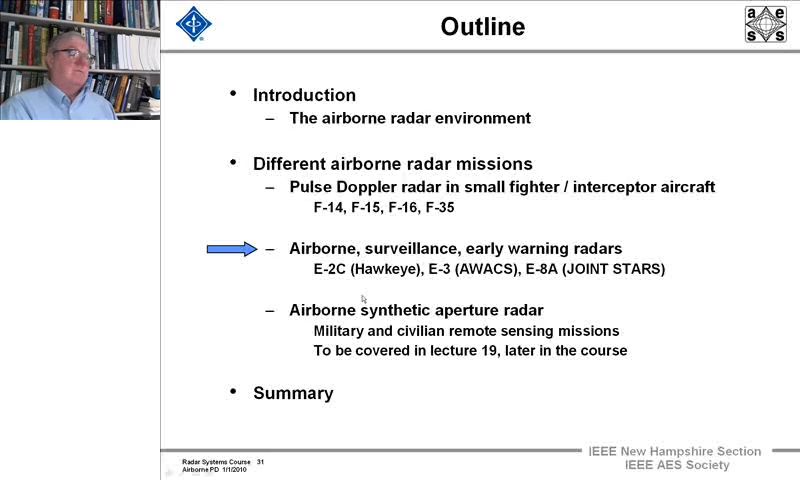 Outline
a e
s s
• Introduction
– The airborne radar environment
• Different airborne radar missions
– Pulse Doppler radar in small fighter / interceptor aircraft
F-14, F-15, F-16, F-35
– Airborne, surveillance, early warning radars
E-2C (Hawkeye), E-3 (AWACS), E-8A (JOINT STARS)
– Airborne synthetic aperture radar
Military and civilian remote sensing missions
To be covered in lecture 19, later in the course
• Summary
Radar Systems Course 31
Airborne PD 1/1/2010
IEEE New Hampshire Section
IEEE AES Society